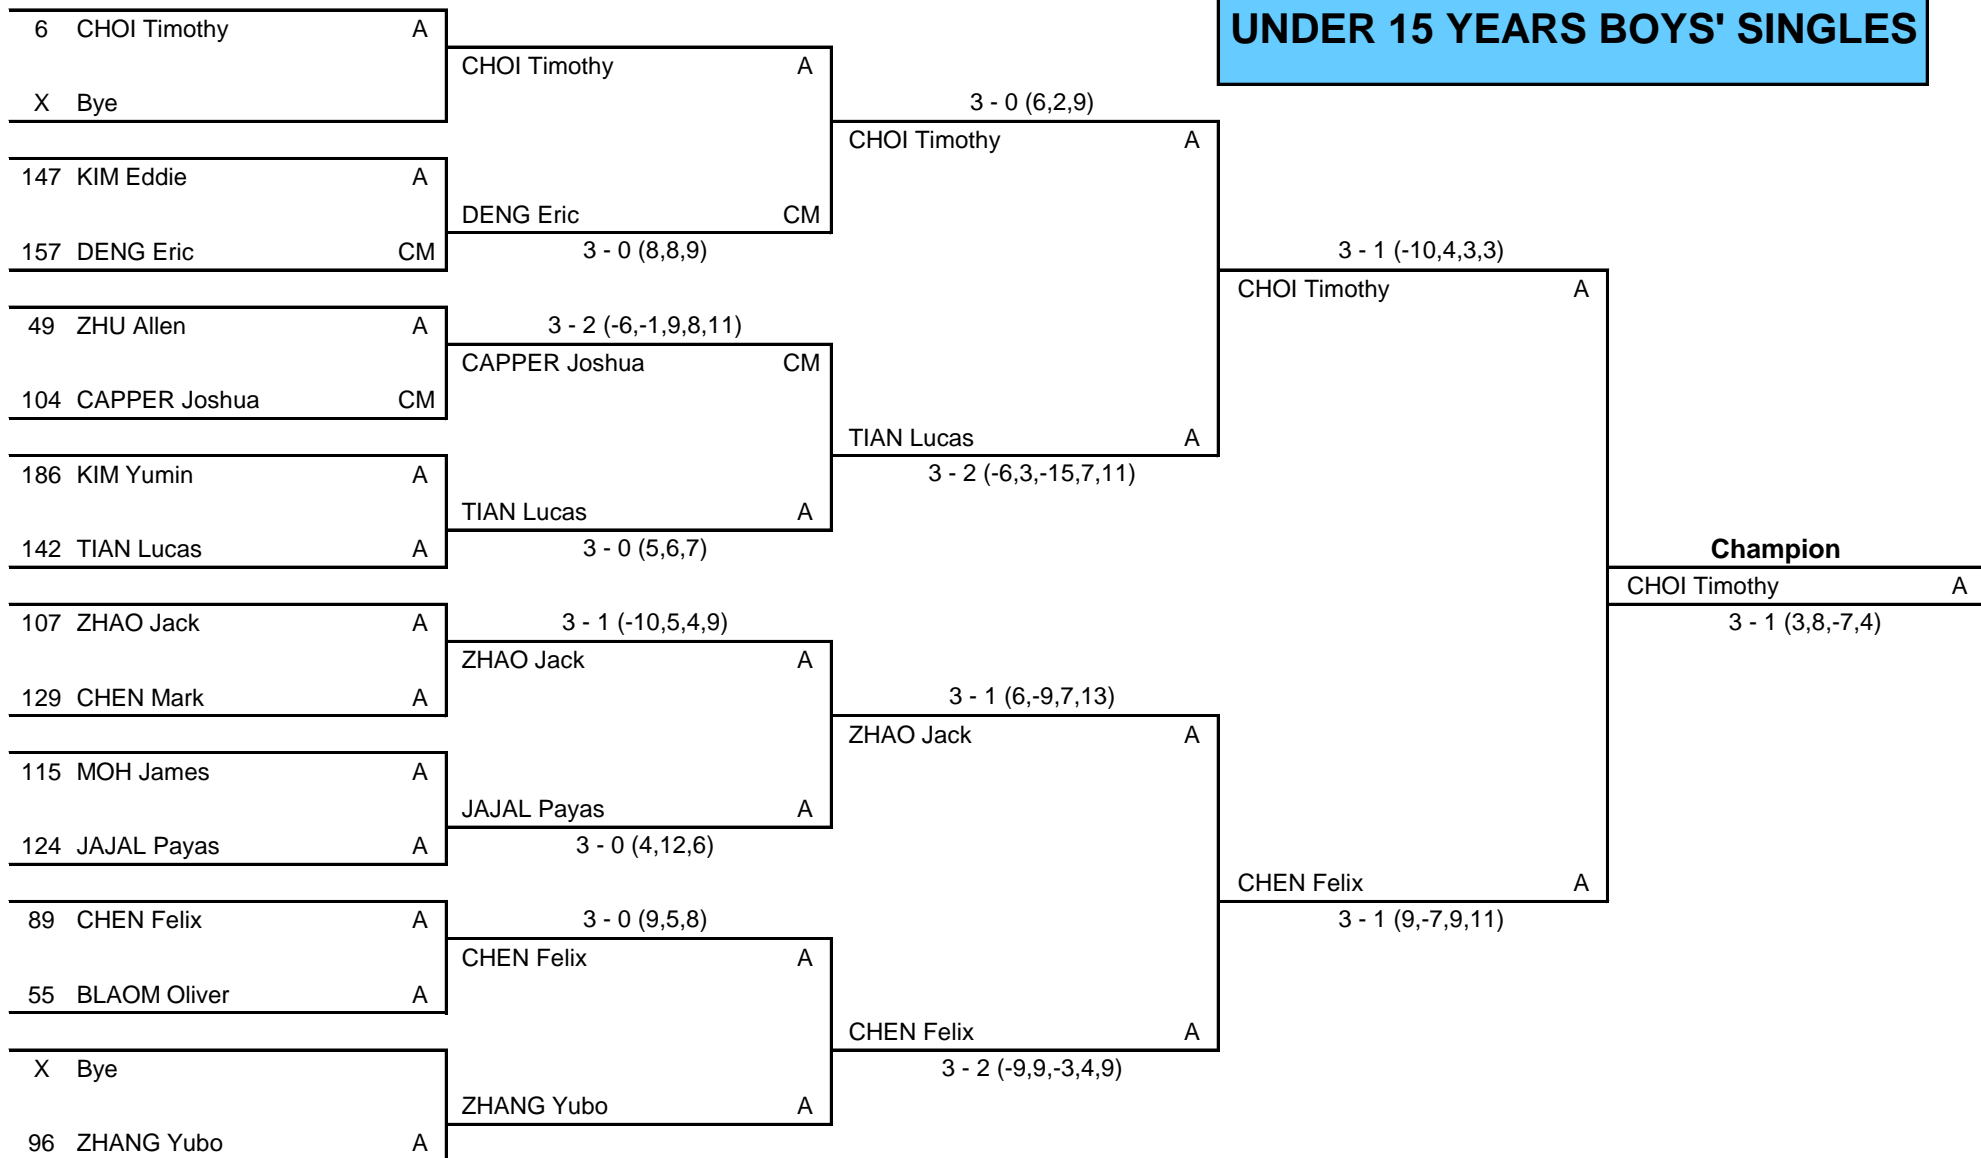 UNDER 15 YEARS BOYS' SINGLES
6 CHOI Timothy A
X Bye
147 KIM Eddie A
157 DENG Eric CM
49 ZHU Allen A
104 CAPPER Joshua CM
186 KIM Yumin A
142 TIAN Lucas A
107 ZHAO Jack A
129 CHEN Mark A
115 MOH James A
124 JAJAL Payas A
89 CHEN Felix A
55 BLAOM Oliver A
X Bye
96 ZHANG Yubo A
CHOI Timothy A
DENG Eric CM
3 - 0 (8,8,9)
3 - 2 (-6,-1,9,8,11)
CAPPER Joshua CM
TIAN Lucas A
3 - 0 (5,6,7)
3 - 1 (-10,5,4,9)
ZHAO Jack A
JAJAL Payas A
3 - 0 (4,12,6)
3 - 0 (9,5,8)
CHEN Felix A
ZHANG Yubo A
3 - 0 (6,2,9)
CHOI Timothy A
TIAN Lucas A
3 - 2 (-6,3,-15,7,11)
3 - 1 (6,-9,7,13)
ZHAO Jack A
CHEN Felix A
3 - 2 (-9,9,-3,4,9)
3 - 1 (-10,4,3,3)
CHOI Timothy A
CHEN Felix A
3 - 1 (9,-7,9,11)
Champion
CHOI Timothy A
3 - 1 (3,8,-7,4)